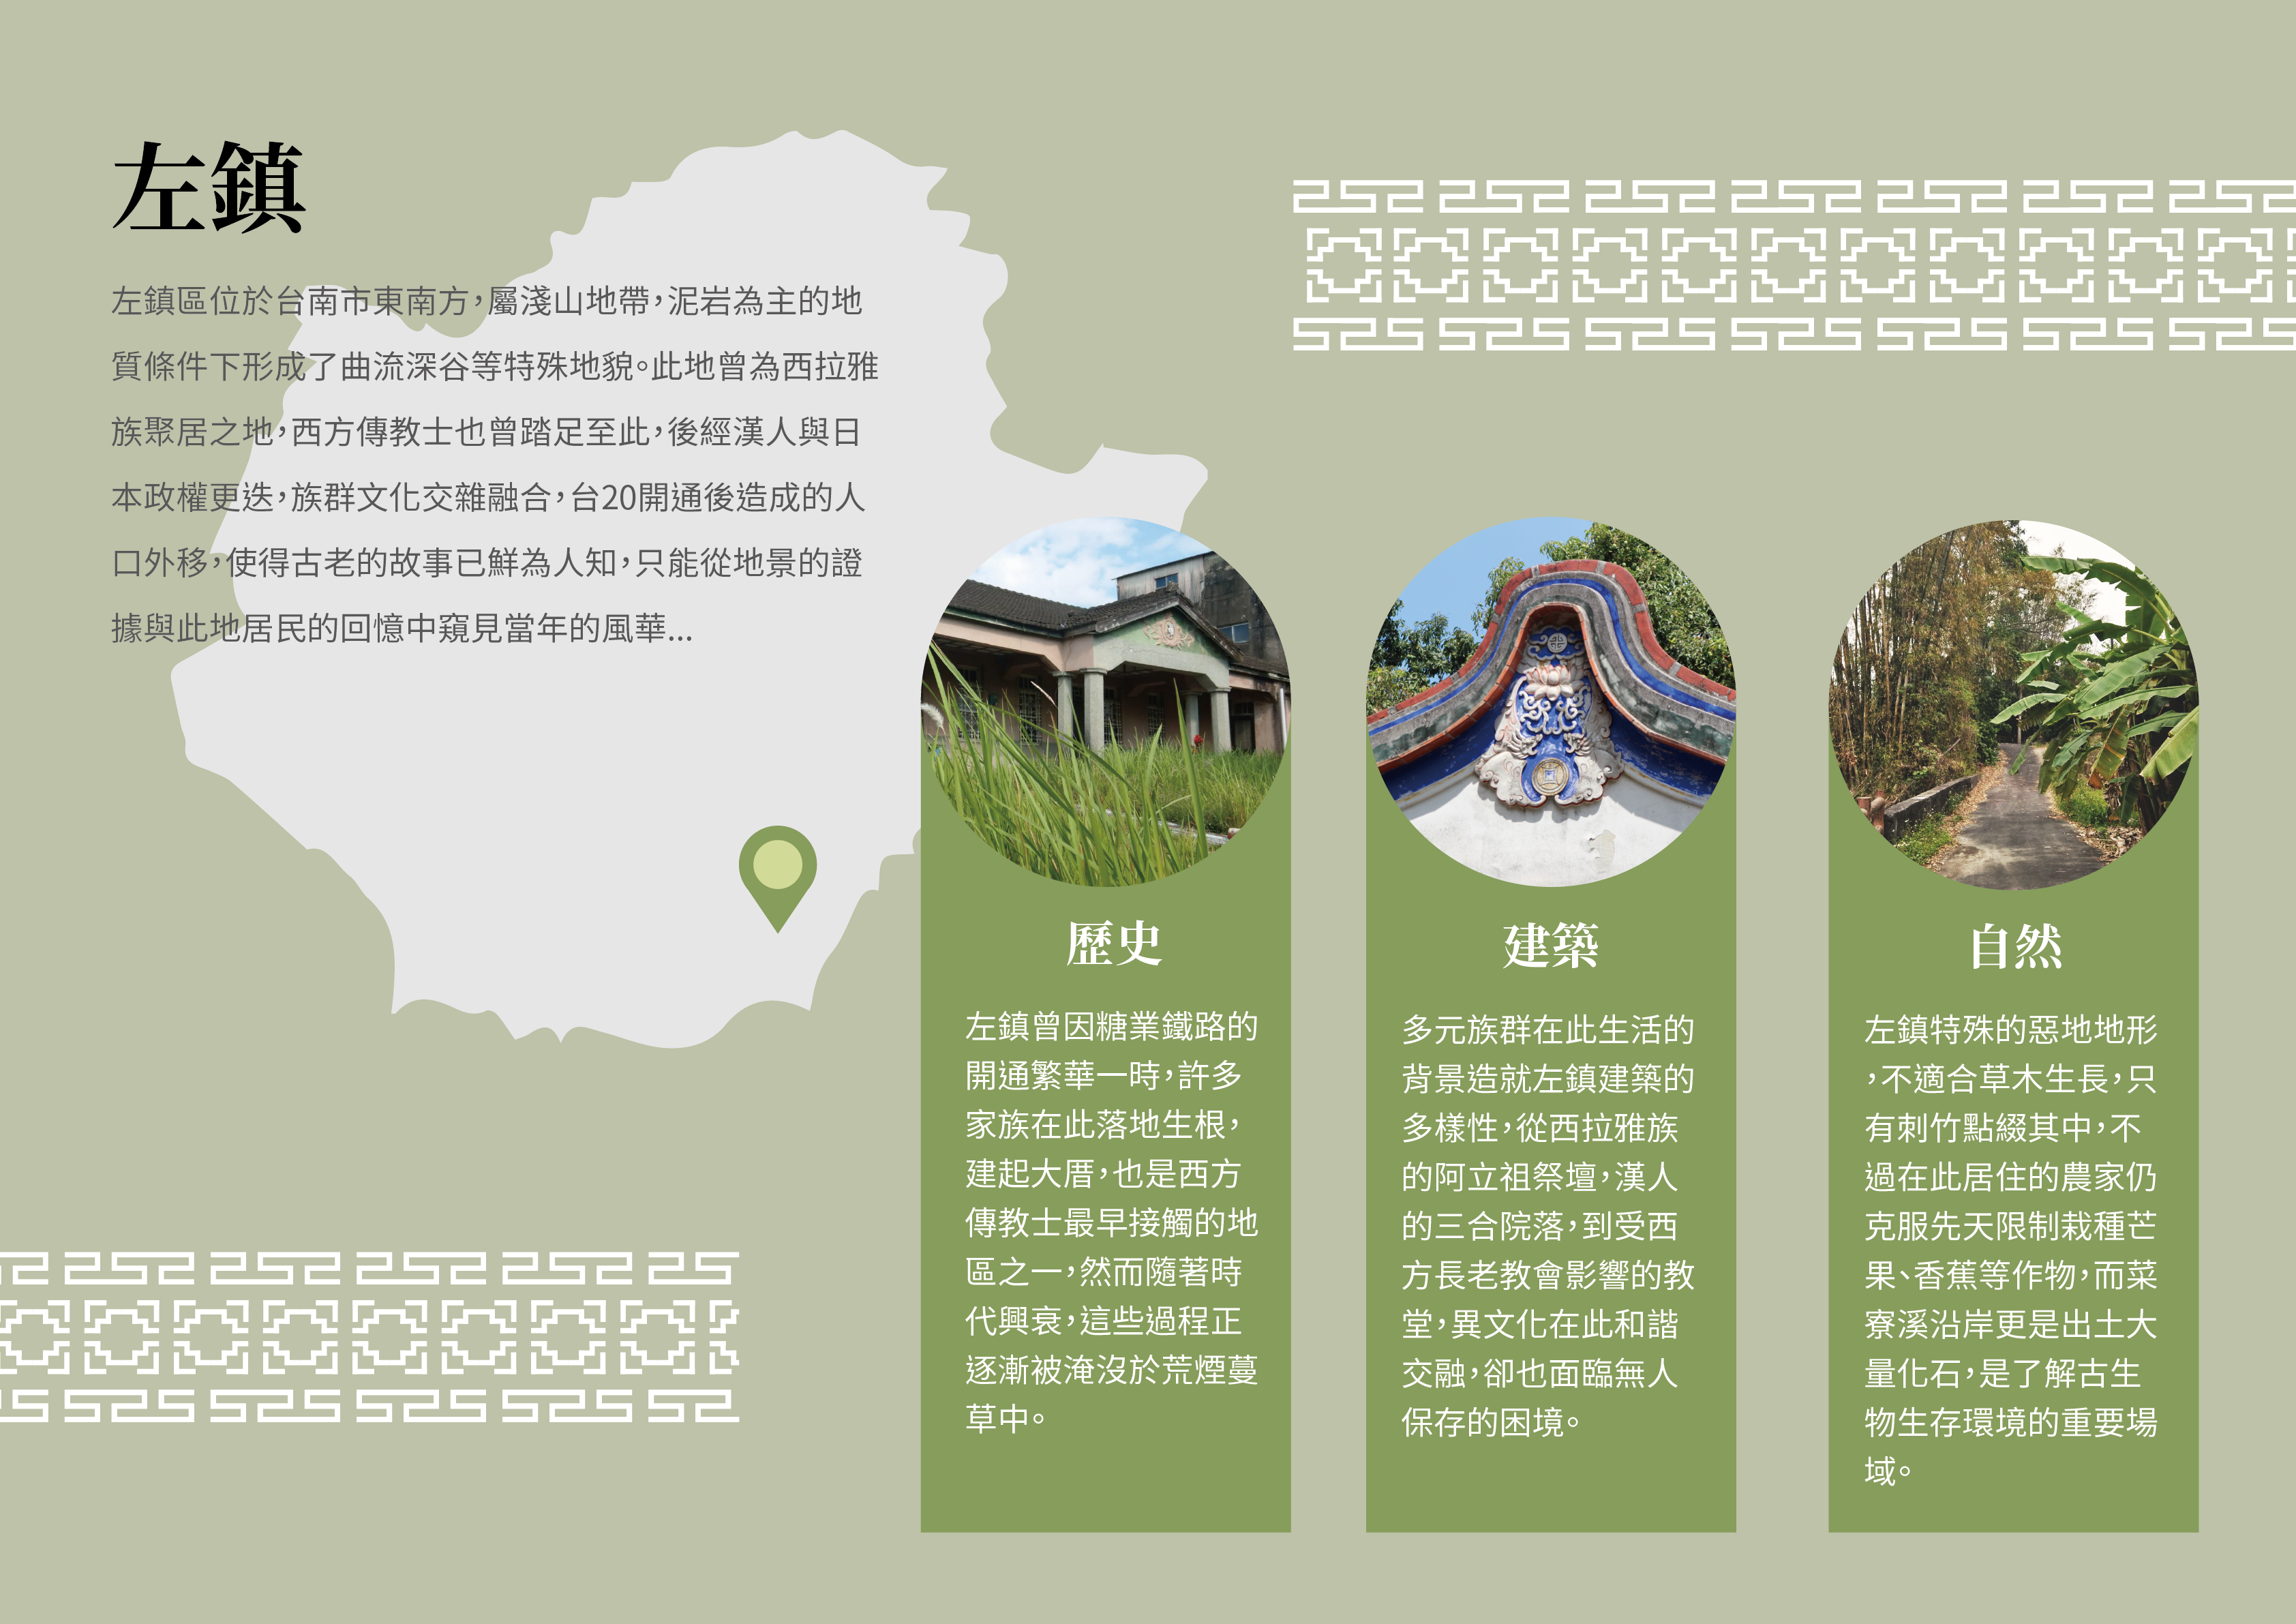 左鎮
左鎮區位於台南市東南方，屬淺山地帶，泥岩為主的地
質條件下形成了曲流深谷等特殊地貌。此地曾為西拉雅
族聚居之地，西方傳教士也曾踏足至此，後經漢人與日
本政權更迭，族群文化交雜融合，台20開通後造成的人
口外移，使得古老的故事已鮮為人知，只能從地景的證
據與此地居民的回憶中窺見當年的風華...
歷史
左鎮曾因糖業鐵路的
開通繁華一時，許多
家族在此落地生根，
建起大厝，也是西方
傳教士最早接觸的地
區之一，然而隨著時
代興衰，這些過程正
逐漸被淹沒於荒煙蔓
草中。
建築
多元族群在此生活的
背景造就左鎮建築的
多樣性，從西拉雅族
的阿立祖祭壇，漢人
的三合院落，到受西
方長老教會影響的教
堂，異文化在此和諧
交融，卻也面臨無人
保存的困境。
自然
左鎮特殊的惡地地形
，不適合草木生長，只
有刺竹點綴其中，不
過在此居住的農家仍
克服先天限制栽種芒
果、香蕉等作物，而菜
寮溪沿岸更是出土大
量化石，是了解古生
物生存環境的重要場
域。